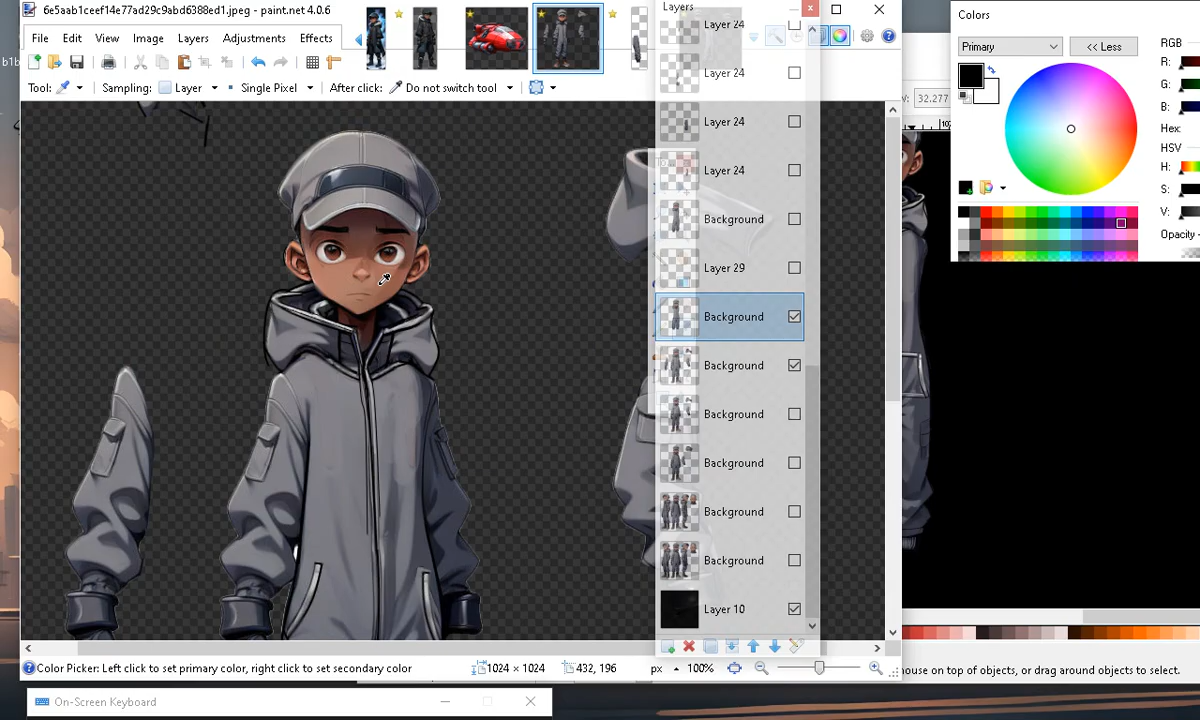 6e5aab1ceef14e77ad29c9abd6388ed1.jpeg - paint.net 4.0.6
File Edit View Image Layers Adjustments Effects
Tool: Sampling: Layer Single Pixel After click: Do not switch tool
Layers
Layer 24
Layer 24
Layer 24
Layer 24
Background
Layer 29
Background
Background
Background
Background
Background
Background
Layer 10
Colors
Primary
<< Less
RGB
R:
G:
B:
Hex:
HSV
H:
S:
V:
Opacity -
32.277
Color Picker: Left click to set primary color, right click to set secondary color
1024 × 1024
432, 196
px
100%
ouse on top of objects, or drag around objects to select.
On-Screen Keyboard